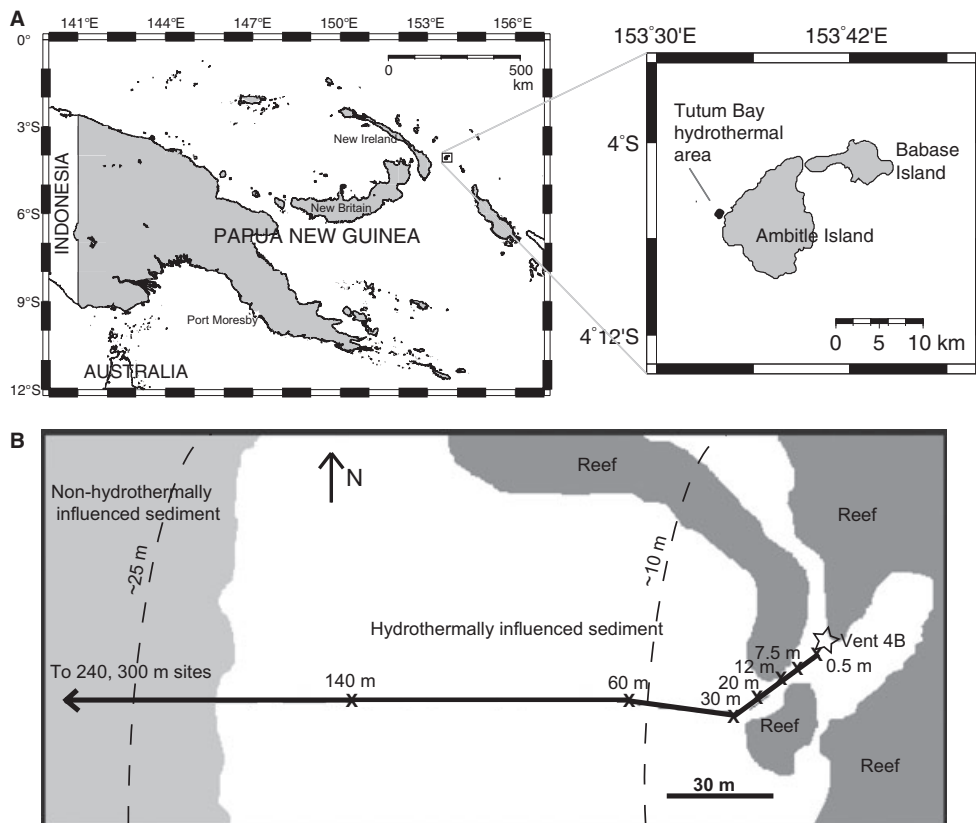 A
141°E
144°E
147°E
150°E
153°E
156°E
0°
3°S
6°S
9°S
12°S
0
500
km
New Ireland
New Britain
INDONESIA
PAPUA NEW GUINEA
Port Moresby
AUSTRALIA
153°30'E
153°42'E
4°S
4°12'S
Tutum Bay
hydrothermal
area
Babase
Island
Ambitle Island
0 5 10 km
B
N
Non-hydrothermally
influenced sediment
~25 m
Reef
Reef
~10 m
Hydrothermally influenced sediment
Vent 4B
0.5 m
7.5 m
12 m
20 m
30 m
60 m
140 m
To 240, 300 m sites
Reef
Reef
30 m